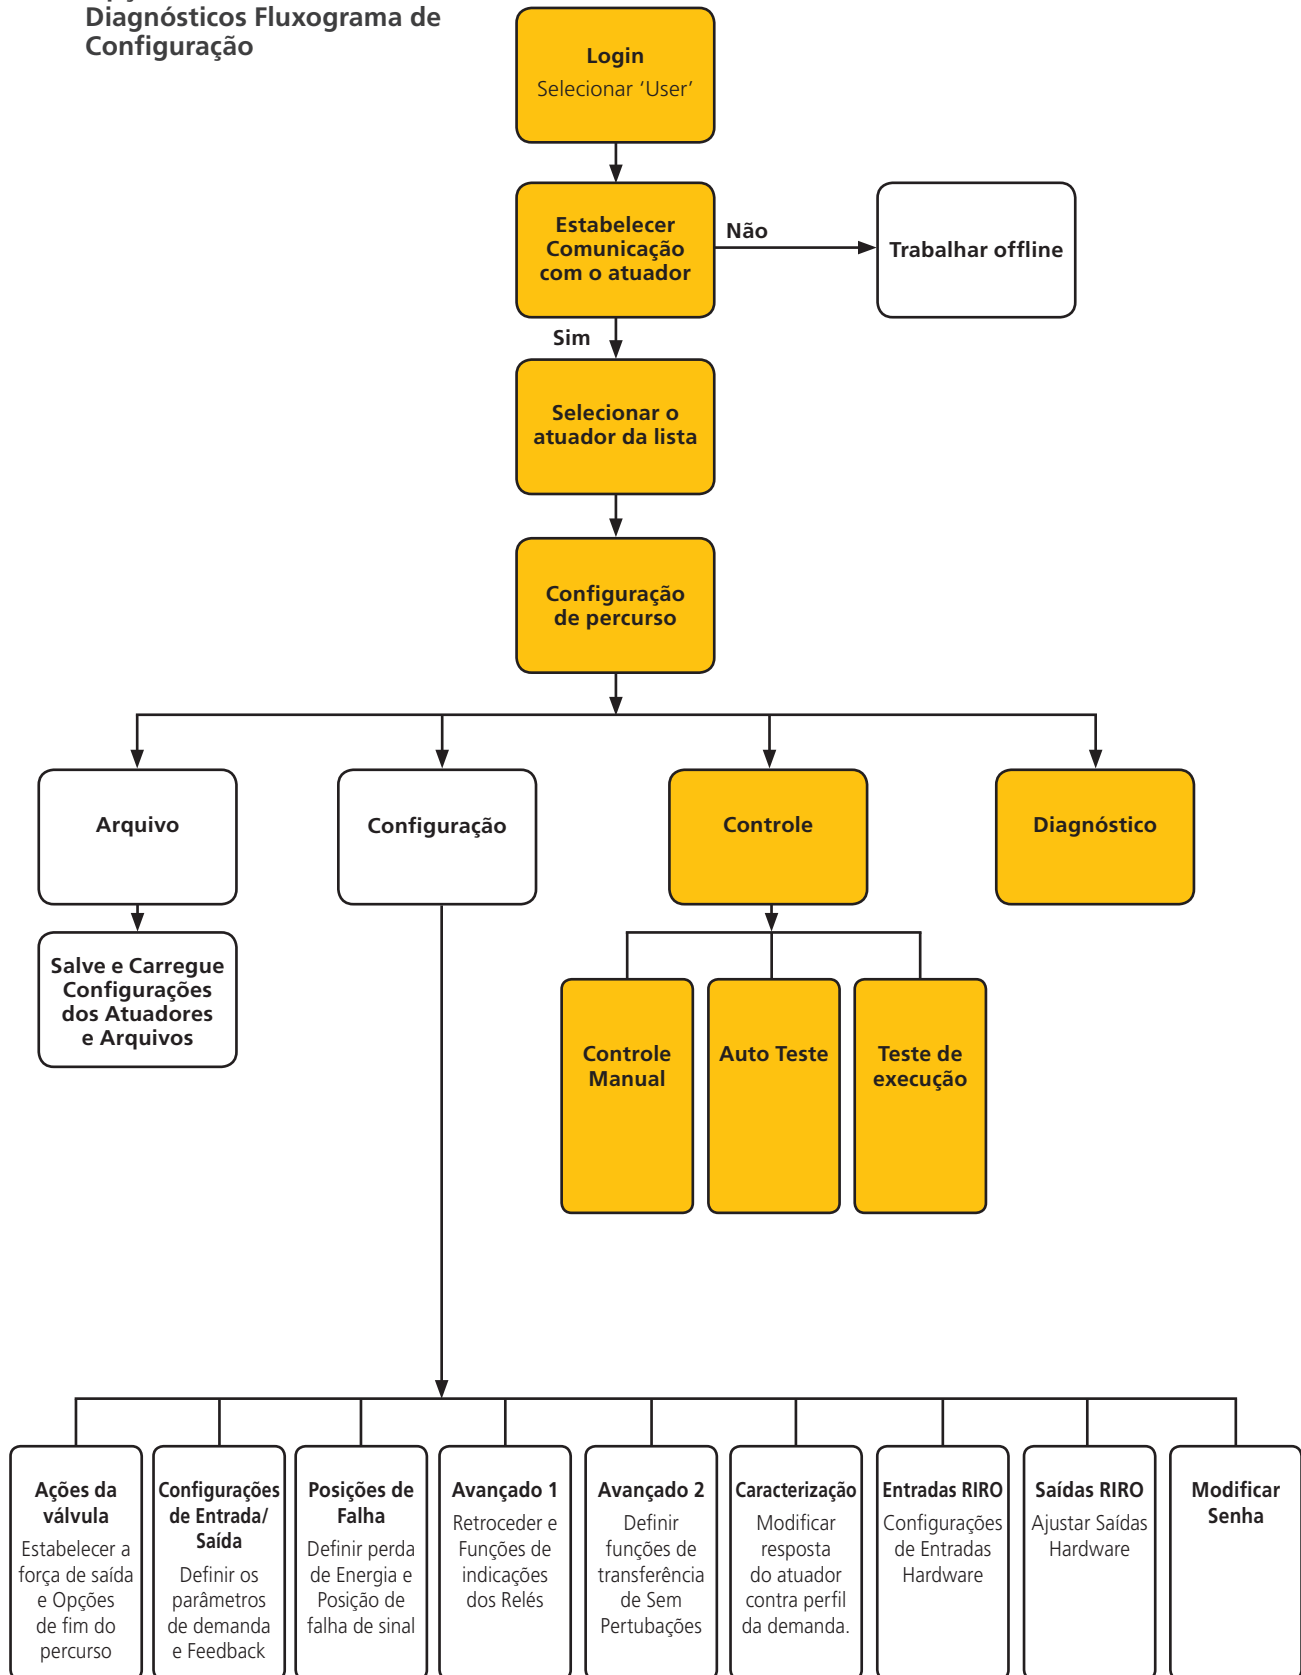 Diagnósticos Fluxograma de
Configuração
Login
Selecionar ‘User’
Estabelecer
Comunicação
com o atuador
Não
Trabalhar offline
Sim
Selecionar o
atuador da lista
Configuração
de percurso
Arquivo
Configuração
Controle
Diagnóstico
Salve e Carregue
Configurações
dos Atuadores
e Arquivos
Controle
Manual
Auto Teste
Teste de
execução
Ações da
válvula
Estabelecer a
força de saída
e Opções
de fim do
percurso
Configurações
de Entrada/
Saída
Definir os
parâmetros
de demanda
e Feedback
Posições de
Falha
Definir perda
de Energia e
Posição de
falha de sinal
Avançado 1
Retroceder e
Funções de
indicações
dos Relés
Avançado 2
Definir
funções de
transferência
de Sem
Pertubações
Caracterização
Modificar
resposta
do atuador
contra perfil
da demanda.
Entradas RIRO
Configurações
de Entradas
Hardware
Saídas RIRO
Ajustar Saídas
Hardware
Modificar
Senha